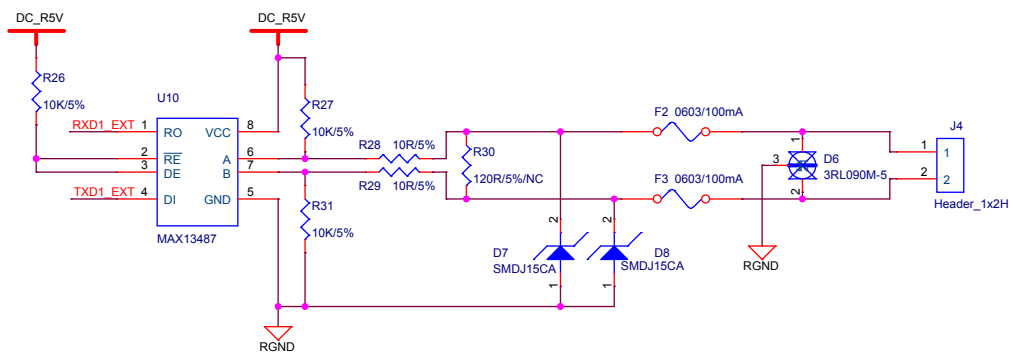 DC_R5V
DC_R5V
R26
10K/5%
U10
R27
10K/5%
RXD1_EXT
1
RO
VCC
8
2
RE
A
6
3
DE
B
7
TXD1_EXT
4
DI
GND
5
MAX13487
R28
10R/5%
R29
10R/5%
R30
120R/5%/NC
R31
10K/5%
F2 0603/100mA
F3 0603/100mA
1
3
2
D6
3RL090M-5
J4
1
1
2
2
Header_1x2H
2
D7
SMDJ15CA
1
2
D8
SMDJ15CA
1
RGND
RGND